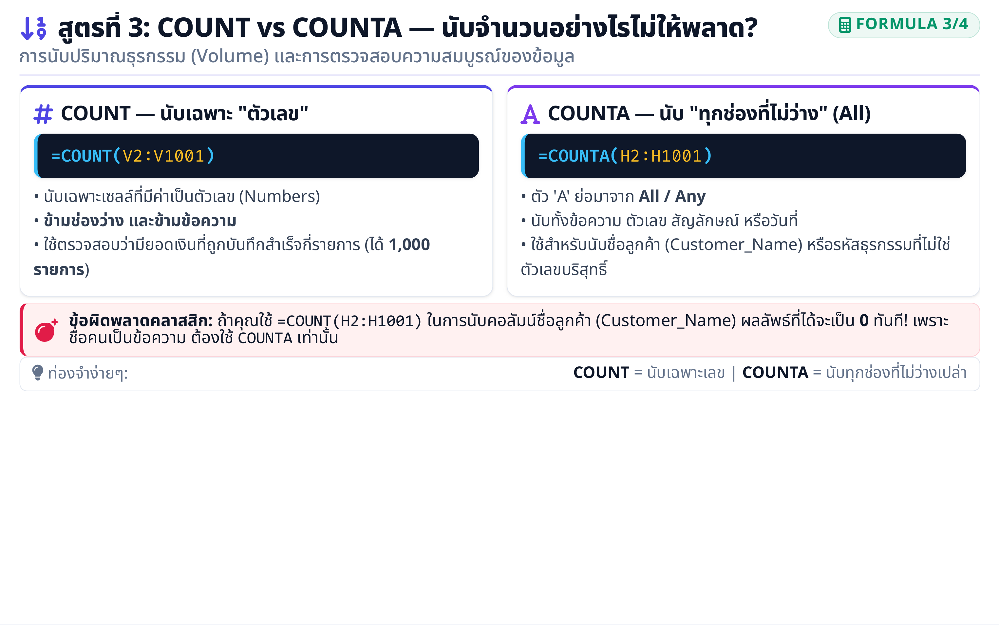 สูตรที่ 3: COUNT vs COUNTA — นับจำนวนอย่างไรไม่ให้พลาด?
FORMULA 3/4
การนับปริมาณธุรกรรม (Volume) และการตรวจสอบความสมบูรณ์ของข้อมูล
COUNT — นับเฉพาะ "ตัวเลข"
=COUNT(V2:V1001)
• นับเฉพาะเซลล์ที่มีค่าเป็นตัวเลข (Numbers)
• ข้ามช่องว่าง และข้ามข้อความ
• ใช้ตรวจสอบว่ามียอดเงินที่ถูกบันทึกสำเร็จกี่รายการ (ได้ 1,000
รายการ)
COUNTA — นับ "ทุกช่องที่ไม่ว่าง" (All)
=COUNTA(H2:H1001)
• ตัว 'A' ย่อมาจาก All / Any
• นับทั้งข้อความ ตัวเลข สัญลักษณ์ หรือวันที่
• ใช้สำหรับนับชื่อลูกค้า (Customer_Name) หรือรหัสธุรกรรมที่ไม่ใช่
ตัวเลขบริสุทธิ์
ข้อผิดพลาดคลาสสิก: ถ้าคุณใช้ =COUNT(H2:H1001) ในการนับคอลัมน์ชื่อลูกค้า (Customer_Name) ผลลัพธ์ที่ได้จะเป็น 0 ทันที! เพราะ
ชื่อคนเป็นข้อความ ต้องใช้ COUNTA เท่านั้น
ท่องจำง่ายๆ:
COUNT = นับเฉพาะเลข | COUNTA = นับทุกช่องที่ไม่ว่างเปล่า